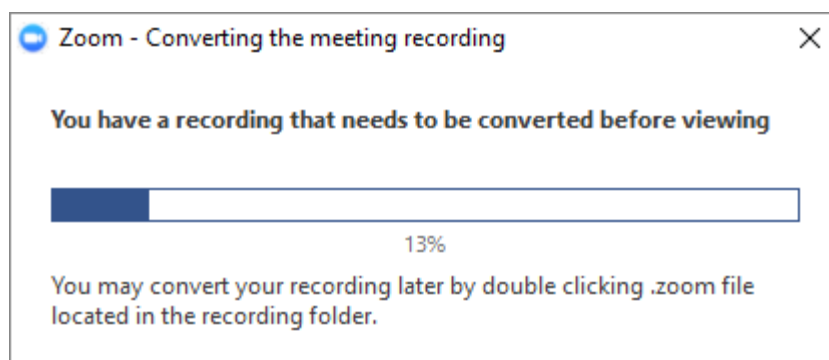 Zoom - Converting the meeting recording
You have a recording that needs to be converted before viewing
13%
You may convert your recording later by double clicking .zoom file
located in the recording folder.